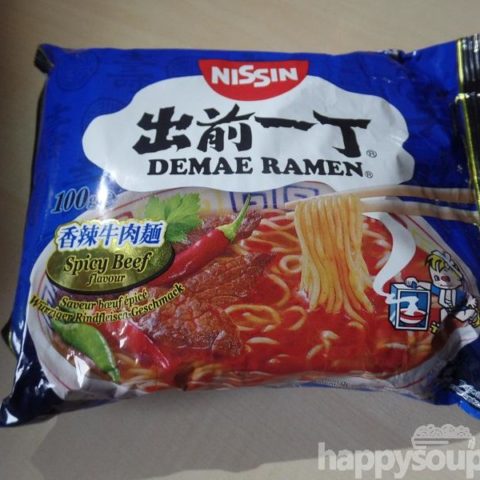 NISSIN
出前一丁®
DEMAE RAMEN®
100g
香辣牛肉麵
Spicy Beef
flavour
Saveur bœuf épicé
Würziger Rindfleisch-Geschmack
happysoup